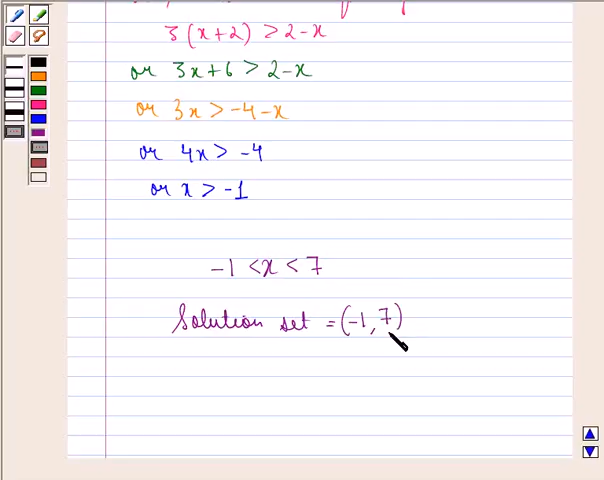 3(x+2) > 2-x
or 3x+6 > 2-x
or 3x > -4-x
or 4x > -4
or x > -1
-1 < x < 7
Solution set = (-1, 7)